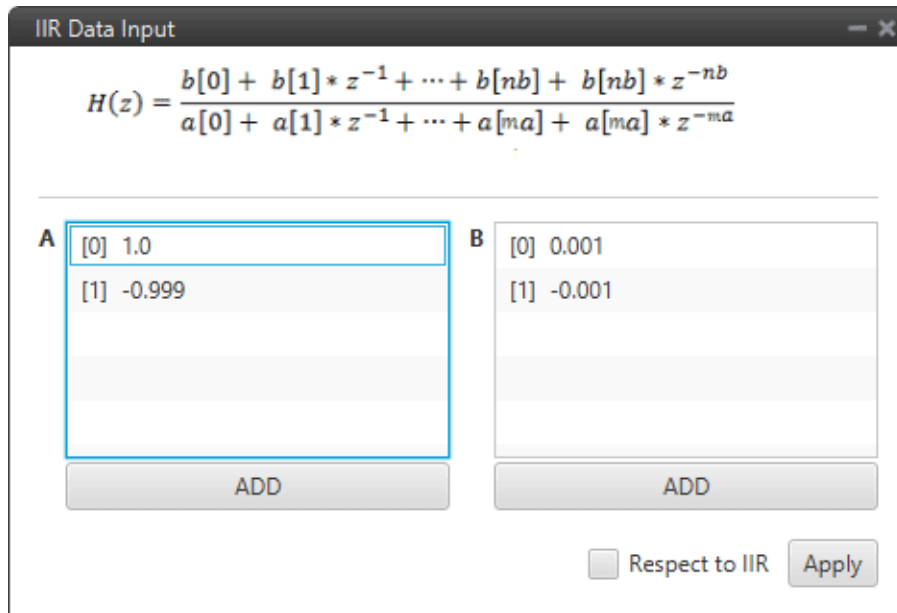 IIR Data Input
H(z) = \frac{b[0] + b[1] * z^{-1} + ⋯ + b[nb] + b[nb] * z^{-nb}}{a[0] + a[1] * z^{-1} + ⋯ + a[ma] + a[ma] * z^{-ma}}
A
[0] 1.0
[1] -0.999
ADD
B
[0] 0.001
[1] -0.001
ADD
Respect to IIR
Apply